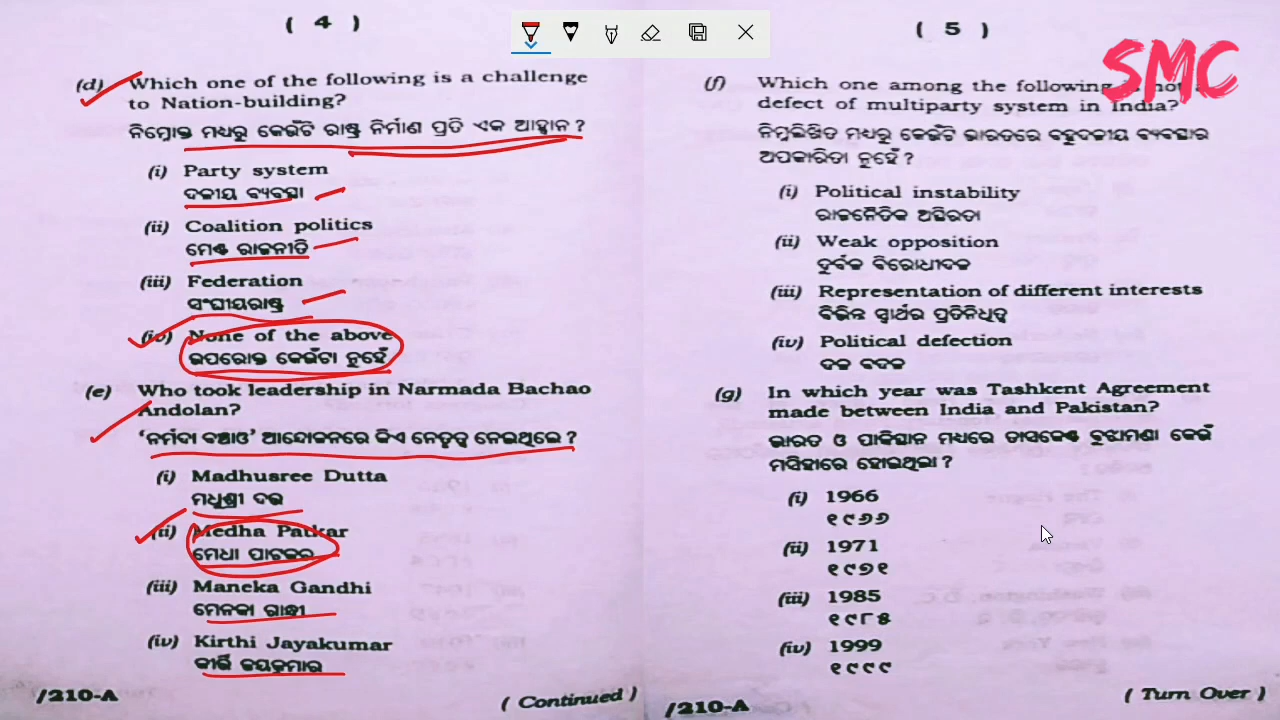 ( 4 )
(d) Which one of the following is a challenge
to Nation-building?
ନିମ୍ନୋକ୍ତ ମଧ୍ୟରୁ କେଉଁଟି ରାଷ୍ଟ୍ର ନିର୍ମାଣ ପ୍ରତି ଏକ ଆହ୍ୱାନ ?
(i) Party system
ଦଳୀୟ ବ୍ୟବସ୍ଥା
(ii) Coalition politics
ମେଣ୍ଟ ରାଜନୀତି
(iii) Federation
ସଂଘୀୟରାଷ୍ଟ୍ର
(iv) None of the above
ଉପରୋକ୍ତ କେଉଁଟା ନୁହେଁ
(e) Who took leadership in Narmada Bachao
Andolan?
‘ନର୍ମଦା ବଞ୍ଚାଓ’ ଆନ୍ଦୋଳନରେ କିଏ ନେତୃତ୍ୱ ନେଇଥିଲେ ?
(i) Madhusree Dutta
ମଧୁଶ୍ରୀ ଦତ୍ତ
(ii) Medha Patkar
ମେଧା ପାଟକର
(iii) Maneka Gandhi
ମେନକା ଗାନ୍ଧୀ
(iv) Kirthi Jayakumar
କୀର୍ତ୍ତି ଜୟକୁମାର
/210-A
( Continued )
( 5 )
SMC
(f) Which one among the following is not a
defect of multiparty system in India?
ନିମ୍ନଲିଖିତ ମଧ୍ୟରୁ କେଉଁଟି ଭାରତରେ ବହୁଦଳୀୟ ବ୍ୟବସ୍ଥାର
ଅପକାରିତା ନୁହେଁ ?
(i) Political instability
ରାଜନୈତିକ ଅସ୍ଥିରତା
(ii) Weak opposition
ଦୁର୍ବଳ ବିରୋଧୀଦଳ
(iii) Representation of different interests
ବିଭିନ୍ନ ସ୍ୱାର୍ଥର ପ୍ରତିନିଧିତ୍ୱ
(iv) Political defection
ଦଳ ବଦଳ
(g) In which year was Tashkent Agreement
made between India and Pakistan?
ଭାରତ ଓ ପାକିସ୍ତାନ ମଧ୍ୟରେ ତାସକେଣ୍ଟ ବୁଝାମଣା କେଉଁ
ମସିହାରେ ହୋଇଥିଲା ?
(i) 1966
୧୯୬୬
(ii) 1971
୧୯୭୧
(iii) 1985
୧୯୮୫
(iv) 1999
୧୯୯୯
/210-A
( Turn Over )